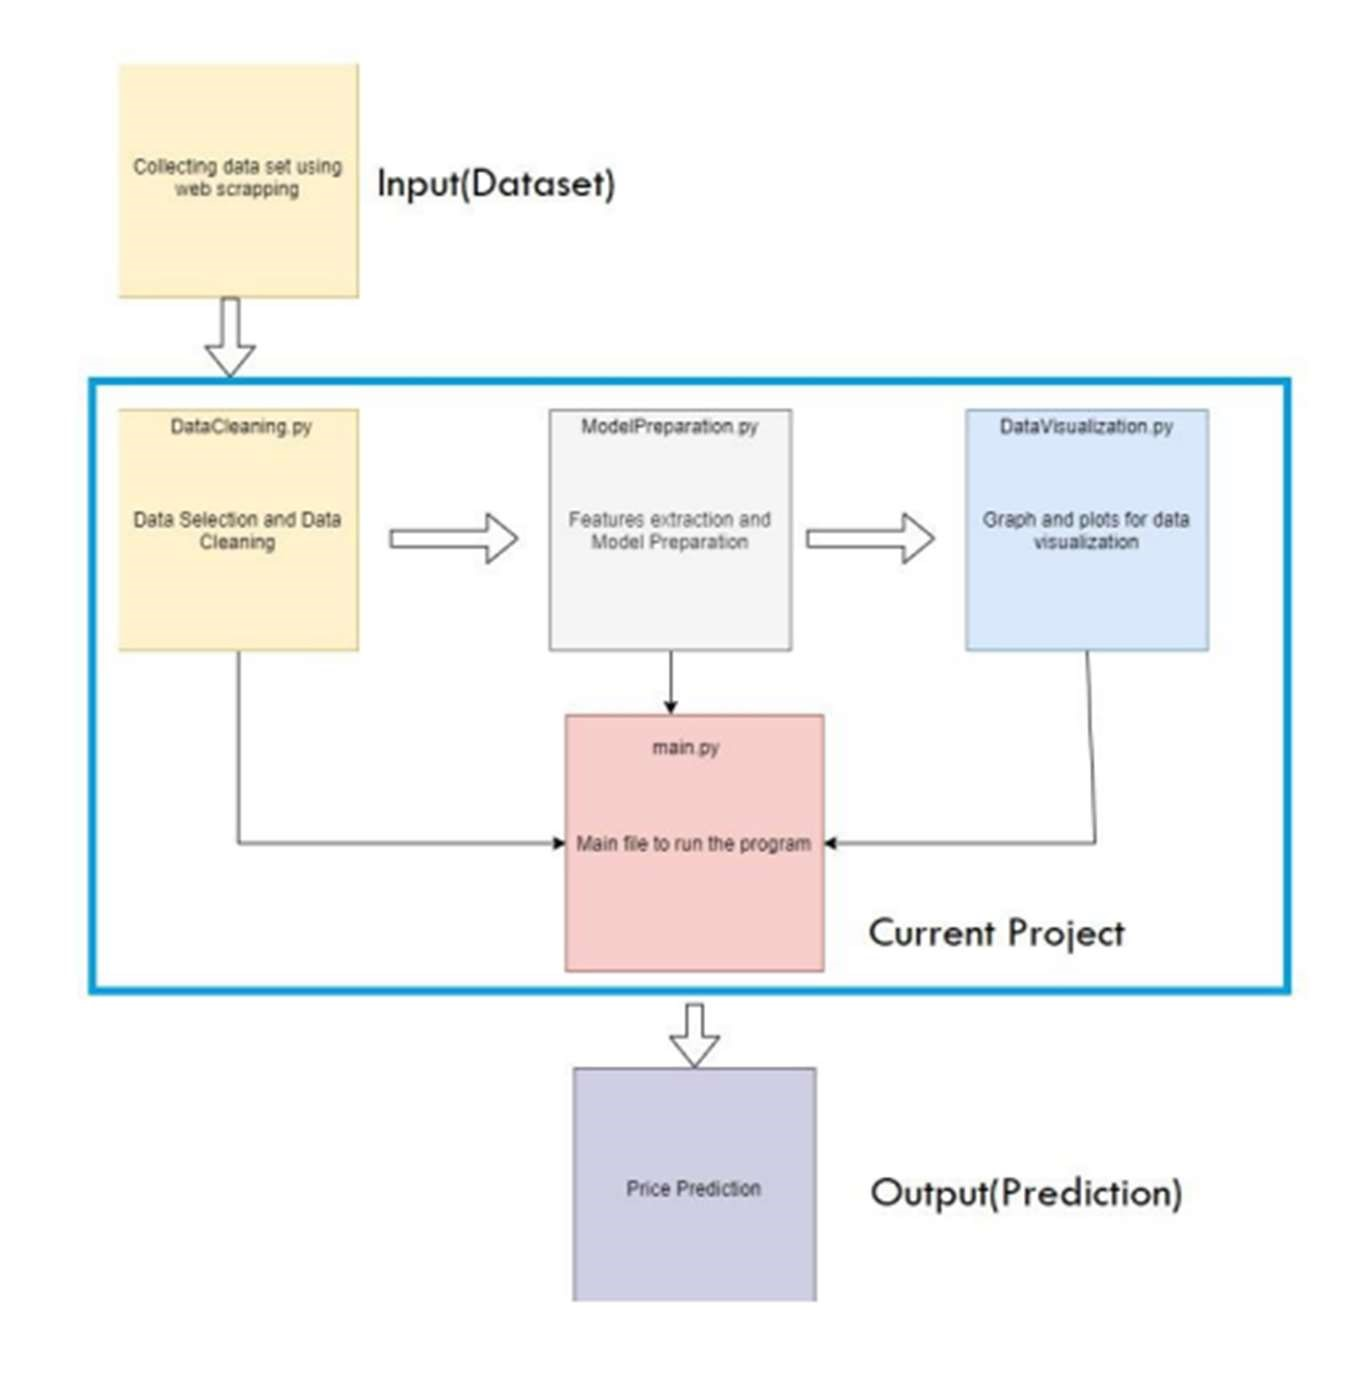 Collecting data set using
web scrapping
Input(Dataset)
DataCleaning.py
Data Selection and Data
Cleaning
ModelPreparation.py
Features extraction and
Model Preparation
DataVisualization.py
Graph and plots for data
visualization
main.py
Main file to run the program
Current Project
Price Prediction
Output(Prediction)